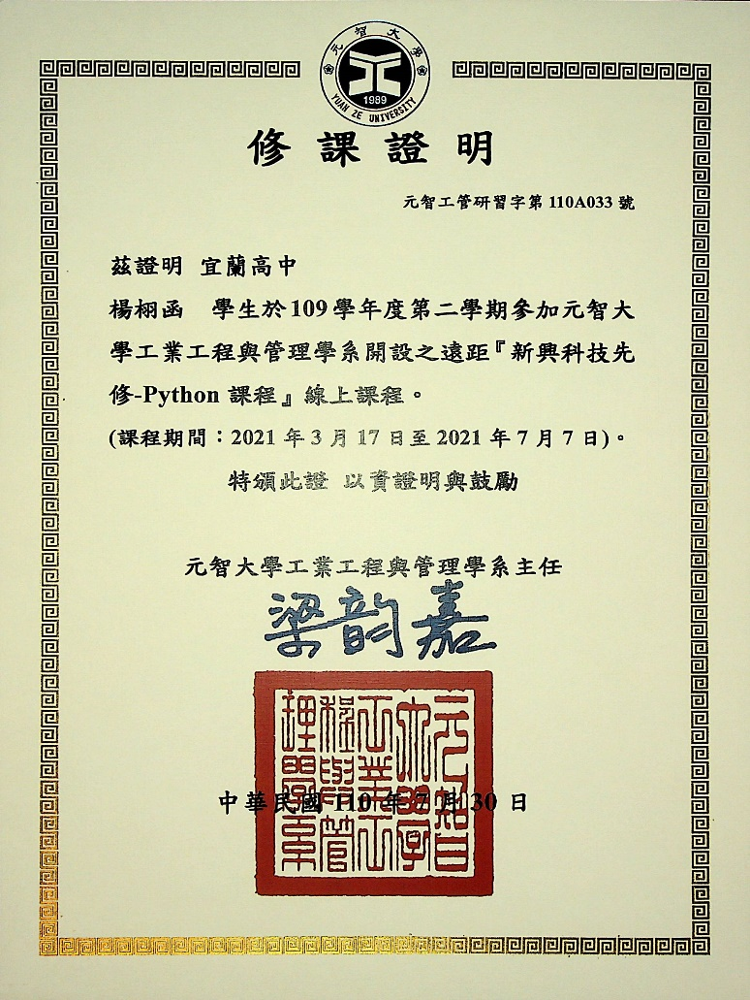 元智大學
1989
YUAN ZE UNIVERSITY
修課證明
元智工管研習字第 110A033 號
茲證明 宜蘭高中
楊栩函 學生於 109 學年度第二學期參加元智大
學工業工程與管理學系開設之遠距『新興科技先
修-Python 課程』線上課程。
(課程期間：2021 年 3 月 17 日至 2021 年 7 月 7 日)。
特頒此證 以資證明與鼓勵
元智大學工業工程與管理學系主任
梁韵嘉
元智大學工業工程與管理學系
中華民國 110 年 7 月 30 日